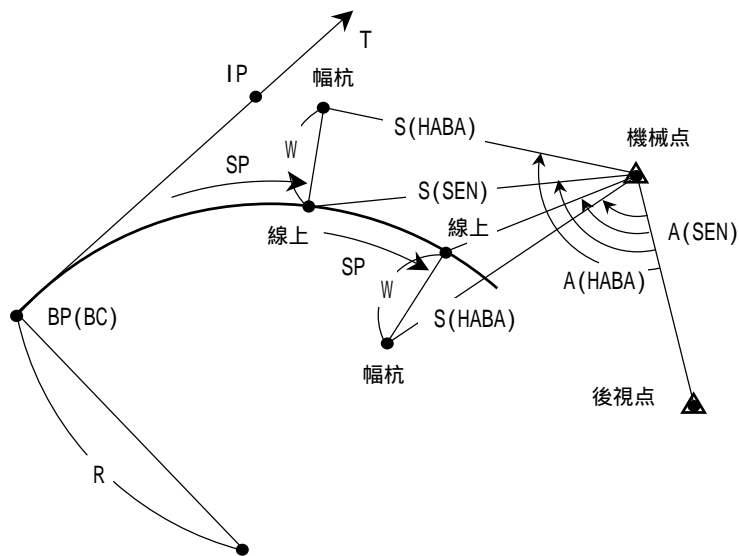 T
IP
幅杭
S(HABA)
機械点
W
SP
S(SEN)
線上
線上
A(SEN)
SP
W
A(HABA)
BP(BC)
S(HABA)
幅杭
後視点
R